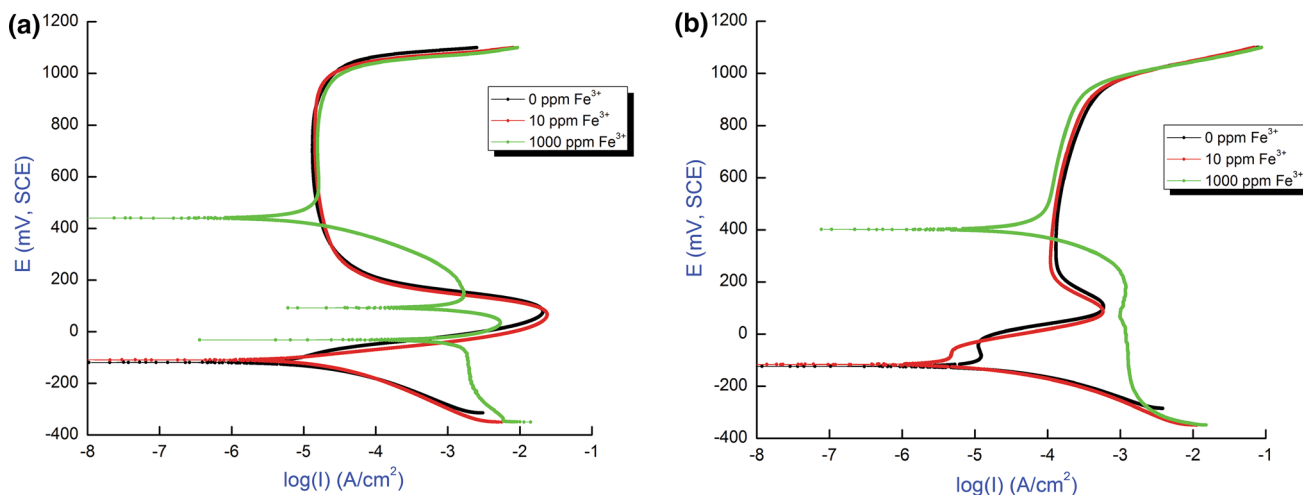 (a)
1200
1000
800
600
400
200
0
-200
-400
E (mV, SCE)
0 ppm Fe³⁺
10 ppm Fe³⁺
1000 ppm Fe³⁺
-8 -7 -6 -5 -4 -3 -2 -1
log(I) (A/cm²)
(b)
1200
1000
800
600
400
200
0
-200
-400
E (mV, SCE)
0 ppm Fe³⁺
10 ppm Fe³⁺
1000 ppm Fe³⁺
-8 -7 -6 -5 -4 -3 -2 -1
log(I) (A/cm²)